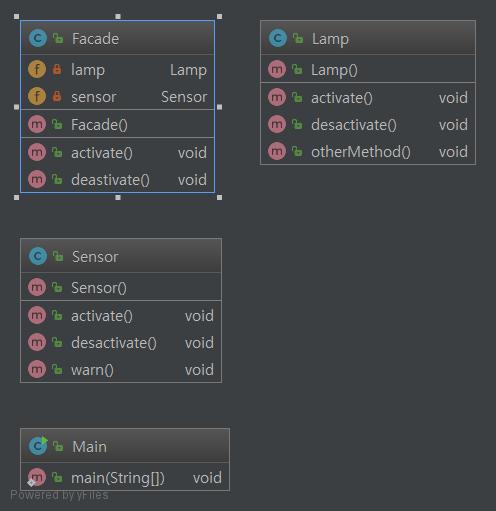 Facade
lamp Lamp
sensor Sensor
Facade()
activate() void
deastivate() void
Lamp
Lamp()
activate() void
desactivate() void
otherMethod() void
Sensor
Sensor()
activate() void
desactivate() void
warn() void
Main
main(String[]) void
Powered by yFiles